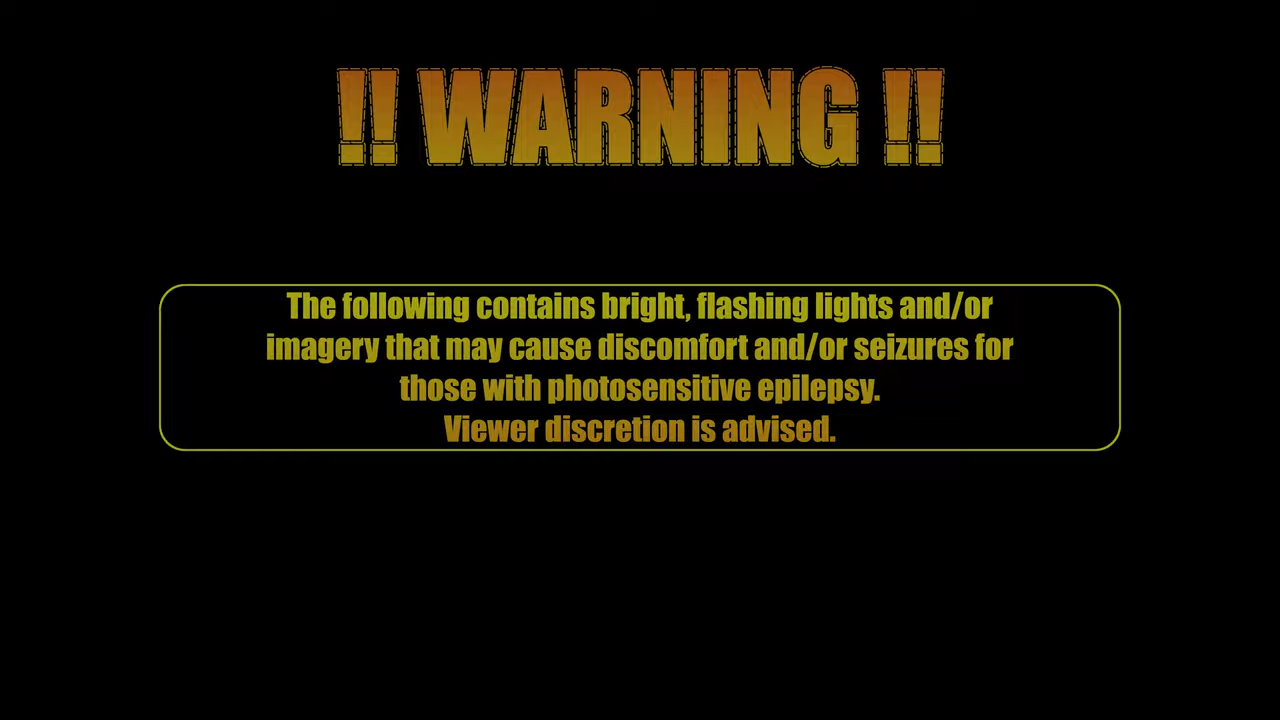 !! WARNING !!
The following contains bright, flashing lights and/or
imagery that may cause discomfort and/or seizures for
those with photosensitive epilepsy.
Viewer discretion is advised.